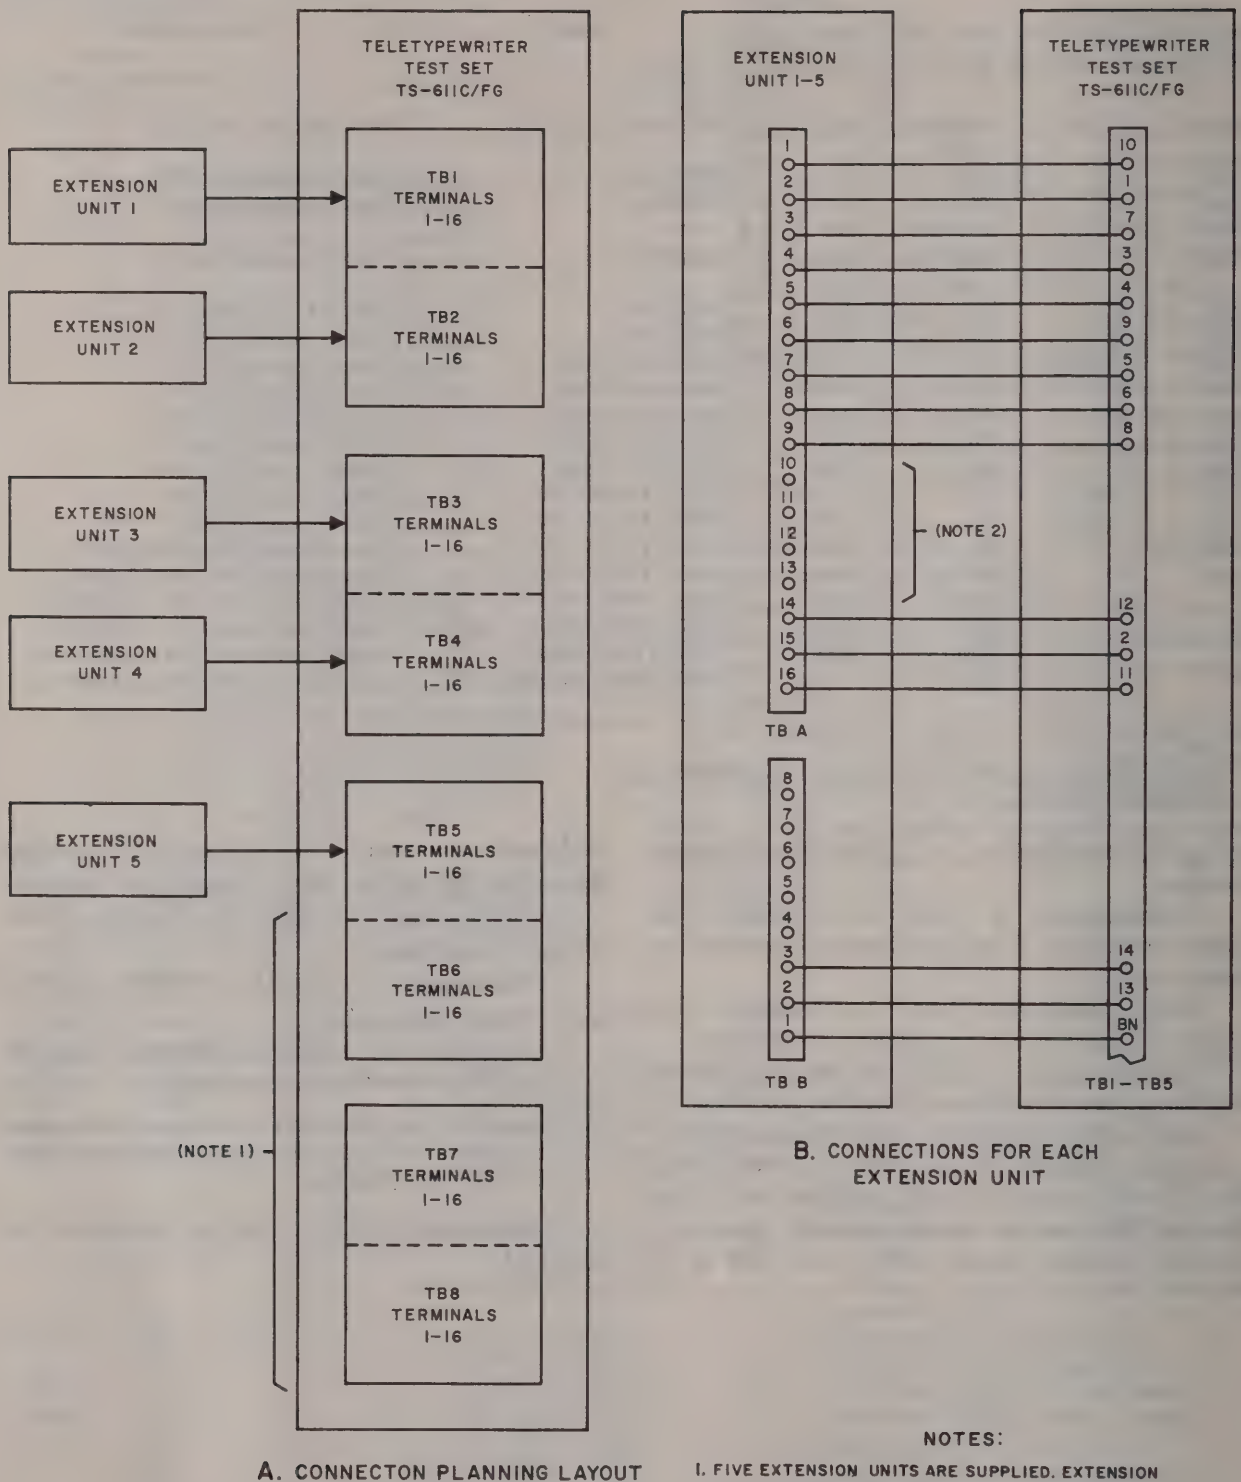 TELETYPEWRITER
TEST SET
TS-611C/FG
EXTENSION
UNIT 1
TB1
TERMINALS
1-16
EXTENSION
UNIT 2
TB2
TERMINALS
1-16
EXTENSION
UNIT 3
TB3
TERMINALS
1-16
EXTENSION
UNIT 4
TB4
TERMINALS
1-16
EXTENSION
UNIT 5
TB5
TERMINALS
1-16
TB6
TERMINALS
1-16
(NOTE 1)
TB7
TERMINALS
1-16
TB8
TERMINALS
1-16
A. CONNECTON PLANNING LAYOUT
EXTENSION
UNIT 1-5
TELETYPEWRITER
TEST SET
TS-611C/FG
1 10
2 1
3 7
4 3
5 4
6 9
7 5
8 6
9 8
10
11
(NOTE 2)
12
13
14 12
15 2
16 11
TB A
8
7
6
5
4
3 14
2 13
1 BN
TB B
TB1-TB5
B. CONNECTIONS FOR EACH
EXTENSION UNIT
NOTES:
1. FIVE EXTENSION UNITS ARE SUPPLIED. EXTENSION